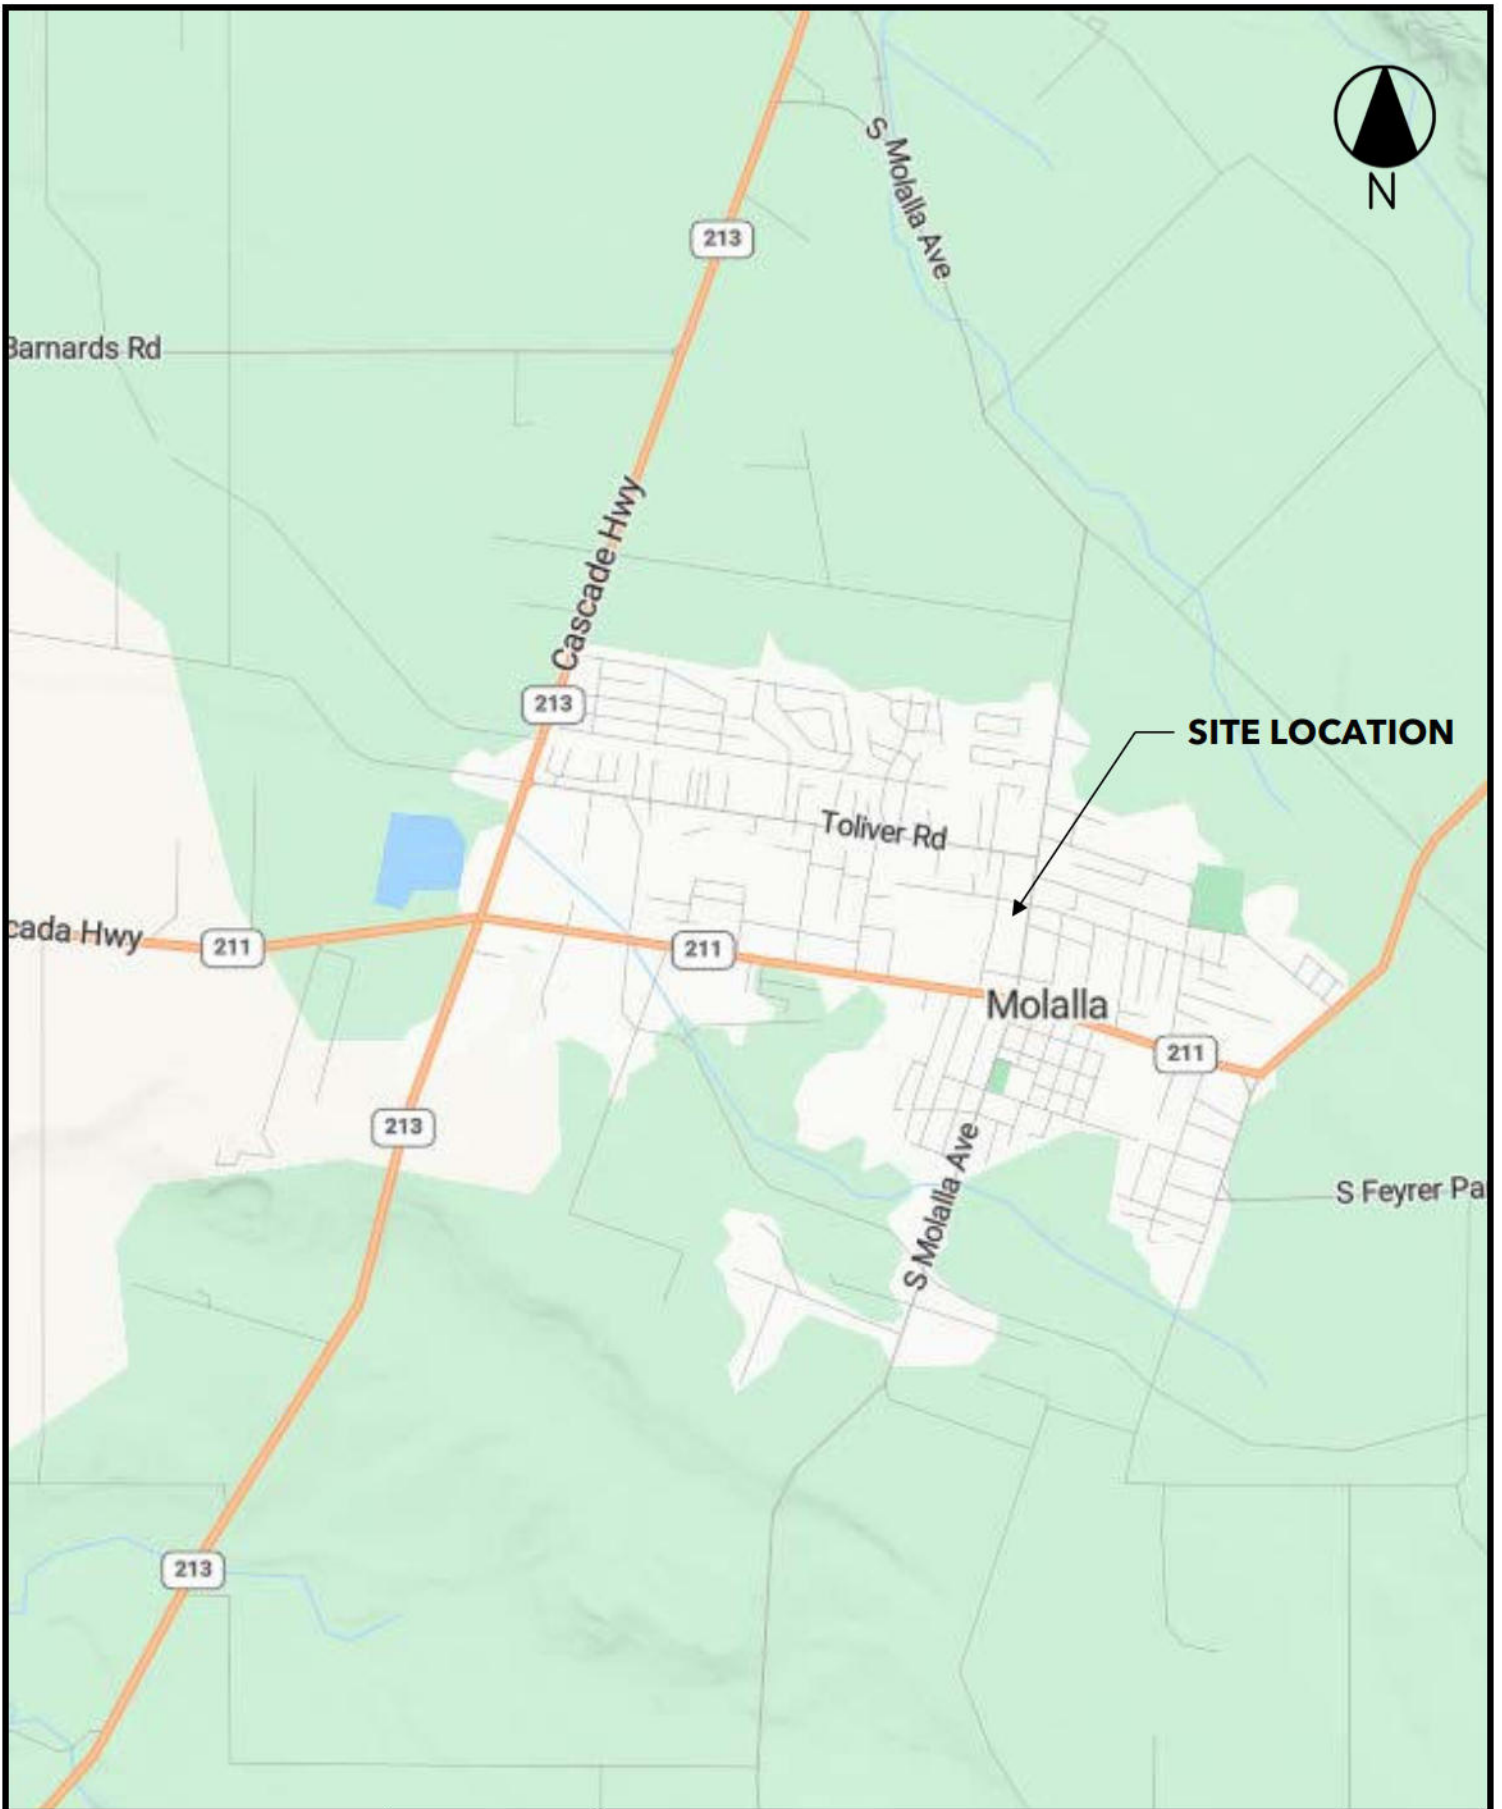 N
S Molalla Ave
213
Barnards Rd
Cascade Hwy
213
SITE LOCATION
Toliver Rd
cada Hwy
211
211
Molalla
211
213
S Molalla Ave
S Feyrer Pa
213